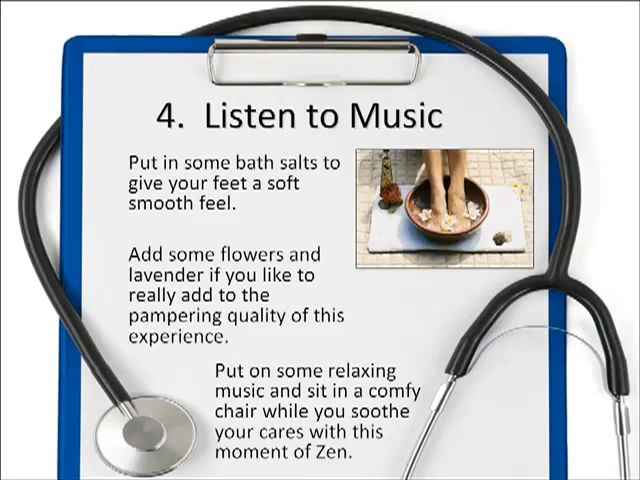 4. Listen to Music
Put in some bath salts to
give your feet a soft
smooth feel.
Add some flowers and
lavender if you like to
really add to the
pampering quality of this
experience.
Put on some relaxing
music and sit in a comfy
chair while you soothe
your cares with this
moment of Zen.